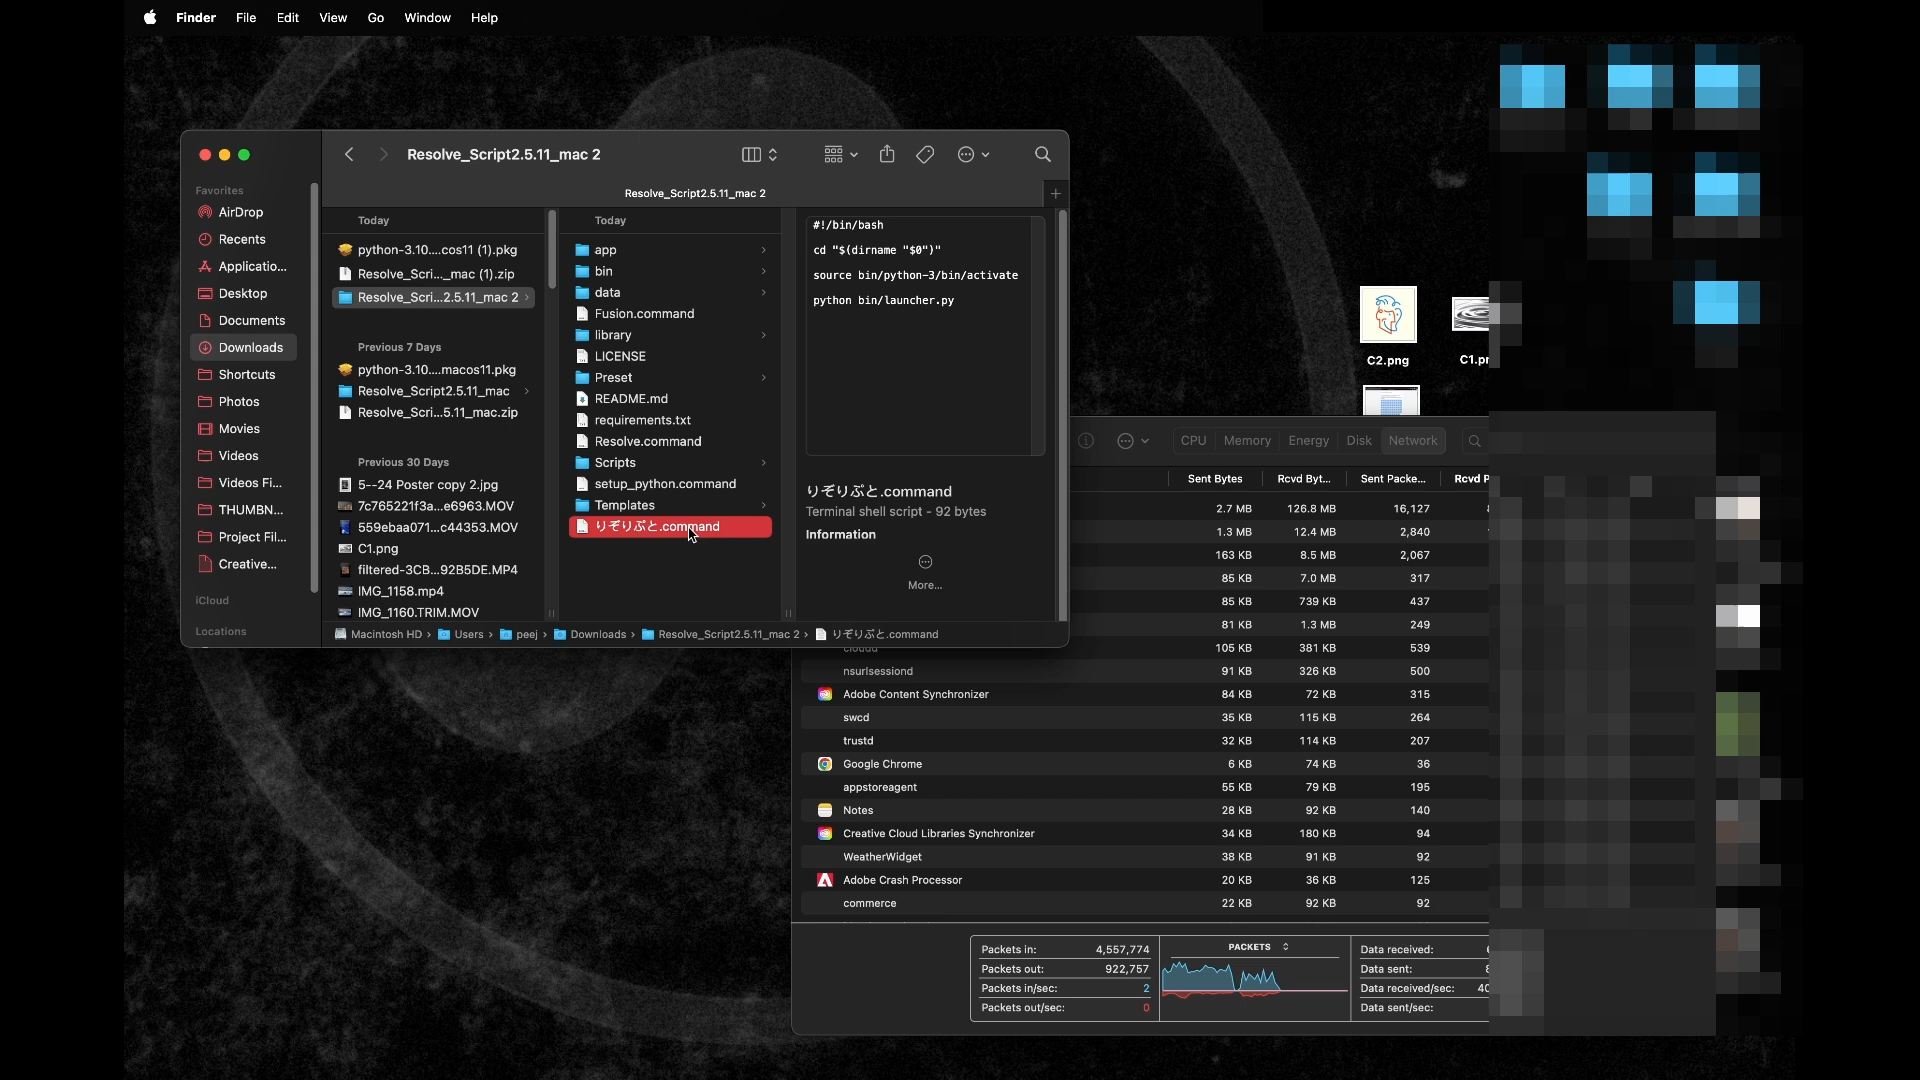 Finder File Edit View Go Window Help
Resolve_Script2.5.11_mac 2
Resolve_Script2.5.11_mac 2
Favorites
AirDrop
Recents
Applicatio...
Desktop
Documents
Downloads
Shortcuts
Photos
Movies
Videos
Videos Fi...
THUMBN...
Project Fil...
Creative...
iCloud
Locations
Today
python-3.10....cos11 (1).pkg
Resolve_Scri..._mac (1).zip
Resolve_Scri...2.5.11_mac 2
Previous 7 Days
python-3.10....macos11.pkg
Resolve_Script2.5.11_mac
Resolve_Scri...5.11_mac.zip
Previous 30 Days
5--24 Poster copy 2.jpg
7c765221f3a...e6963.MOV
559ebaa071...c44353.MOV
C1.png
filtered-3CB...92B5DE.MP4
IMG_1158.mp4
IMG_1160.TRIM.MOV
Today
app
bin
data
Fusion.command
library
LICENSE
Preset
README.md
requirements.txt
Resolve.command
Scripts
setup_python.command
Templates
りぞりぷと.command
#!/bin/bash
cd "$(dirname "$0")"
source bin/python-3/bin/activate
python bin/launcher.py
りぞりぷと.command
Terminal shell script - 92 bytes
Information
More...
Macintosh HD › Users › peej › Downloads › Resolve_Script2.5.11_mac 2 › りぞりぷと.command
C2.png
CPU Memory Energy Disk Network
Sent Bytes Rcvd Byt... Sent Packe... Rcvd P
2.7 MB 126.8 MB 16,127
1.3 MB 12.4 MB 2,840
163 KB 8.5 MB 2,067
85 KB 7.0 MB 317
85 KB 739 KB 437
81 KB 1.3 MB 249
cloudd 105 KB 381 KB 539
nsurlsessiond 91 KB 326 KB 500
Adobe Content Synchronizer 84 KB 72 KB 315
swcd 35 KB 115 KB 264
trustd 32 KB 114 KB 207
Google Chrome 6 KB 74 KB 36
appstoreagent 55 KB 79 KB 195
Notes 28 KB 92 KB 140
Creative Cloud Libraries Synchronizer 34 KB 180 KB 94
WeatherWidget 38 KB 91 KB 92
Adobe Crash Processor 20 KB 36 KB 125
commerce 22 KB 92 KB 92
Packets in: 4,557,774
Packets out: 922,757
Packets in/sec: 2
Packets out/sec: 0
PACKETS
Data received:
Data sent:
Data received/sec: 40
Data sent/sec: